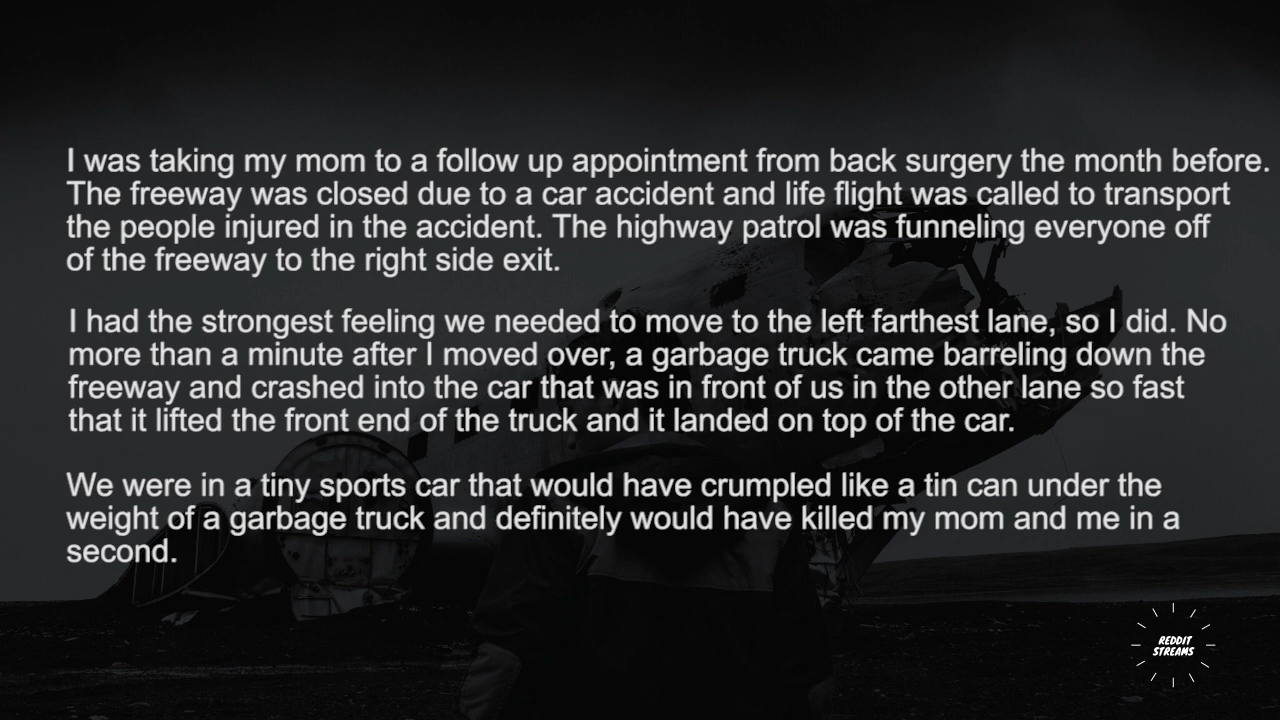 I was taking my mom to a follow up appointment from back surgery the month before.
The freeway was closed due to a car accident and life flight was called to transport
the people injured in the accident. The highway patrol was funneling everyone off
of the freeway to the right side exit.
I had the strongest feeling we needed to move to the left farthest lane, so I did. No
more than a minute after I moved over, a garbage truck came barreling down the
freeway and crashed into the car that was in front of us in the other lane so fast
that it lifted the front end of the truck and it landed on top of the car.
We were in a tiny sports car that would have crumpled like a tin can under the
weight of a garbage truck and definitely would have killed my mom and me in a
second.
REDDIT
STREAMS